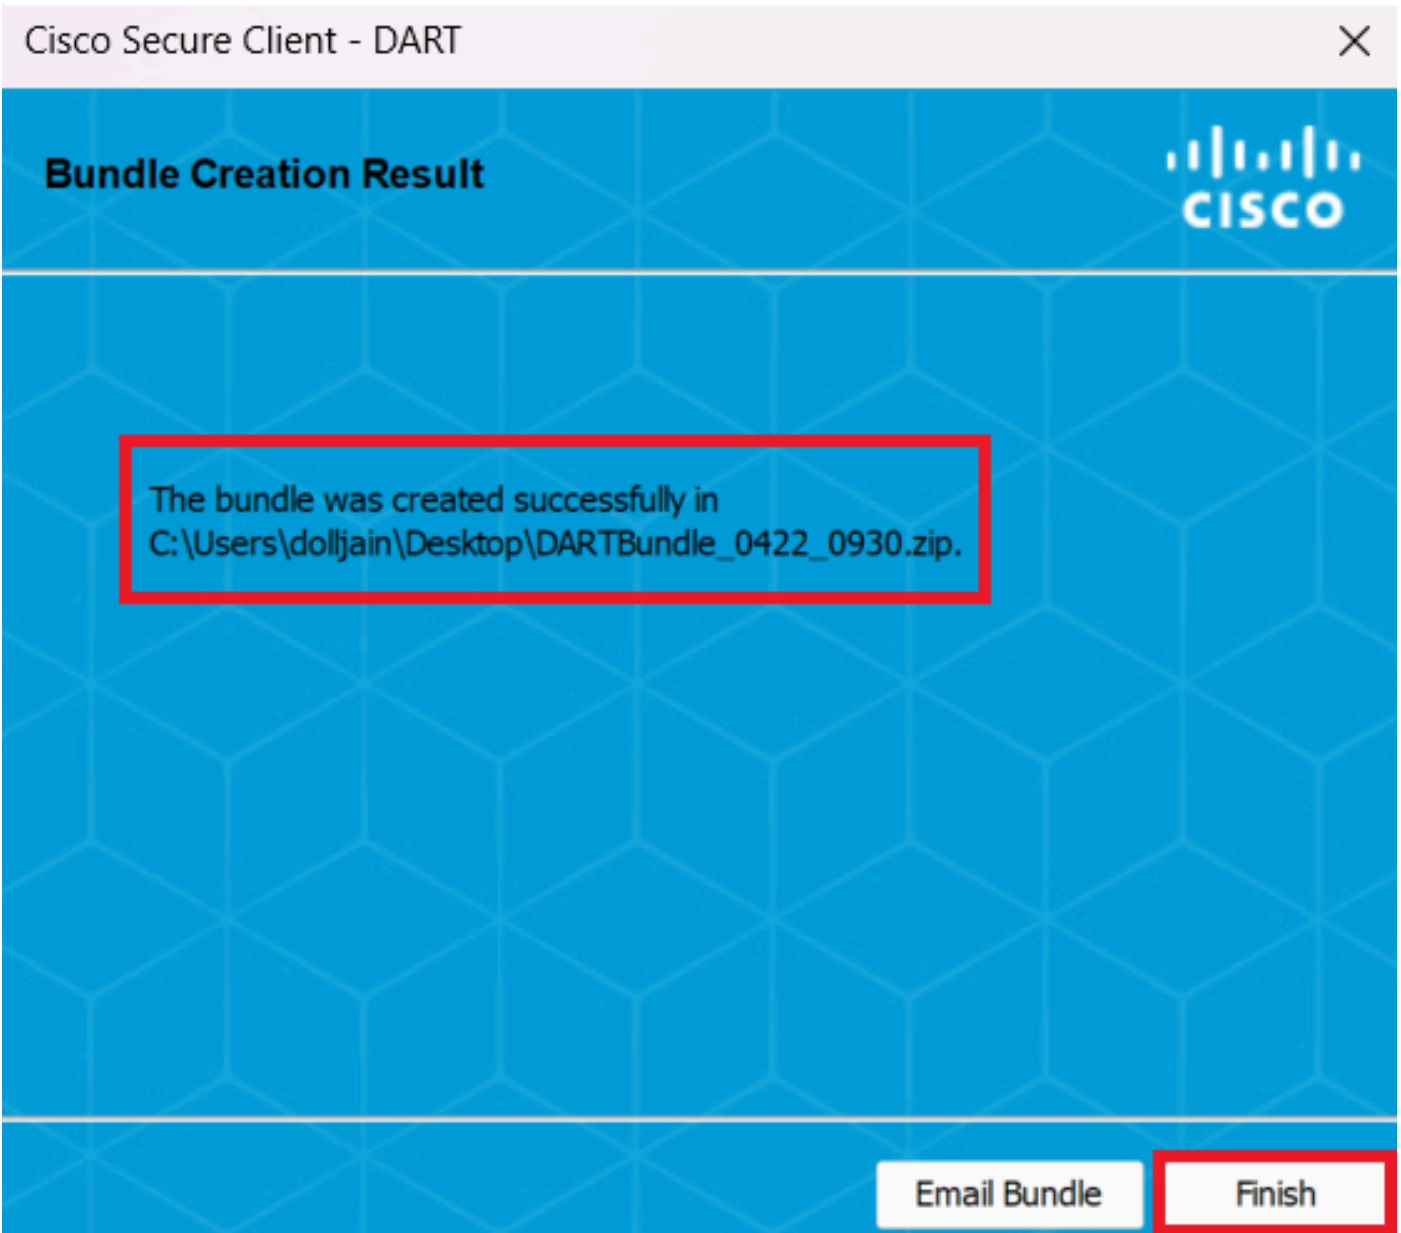 Cisco Secure Client - DART
Bundle Creation Result
CISCO
The bundle was created successfully in
C:\Users\dolljain\Desktop\DARTBundle_0422_0930.zip.
Email Bundle
Finish